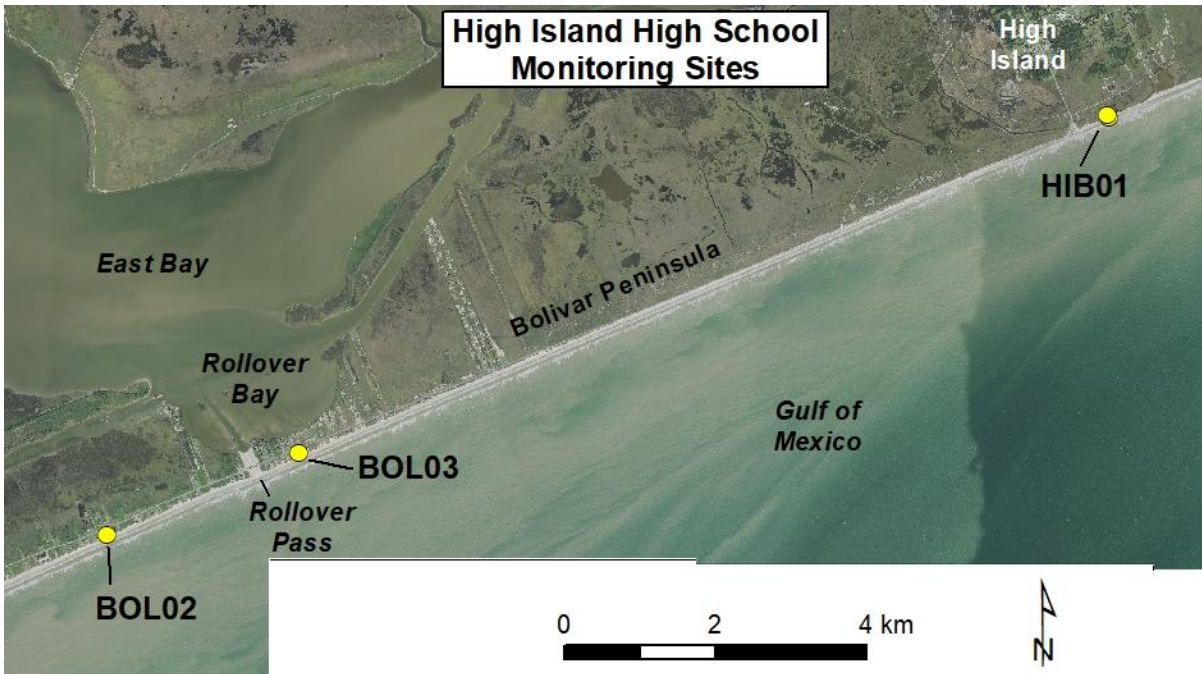 High Island High School
Monitoring Sites
High
Island
HIB01
East Bay
Bolivar Peninsula
Rollover
Bay
Gulf of
Mexico
BOL03
Rollover
Pass
BOL02
0 2 4 km
N